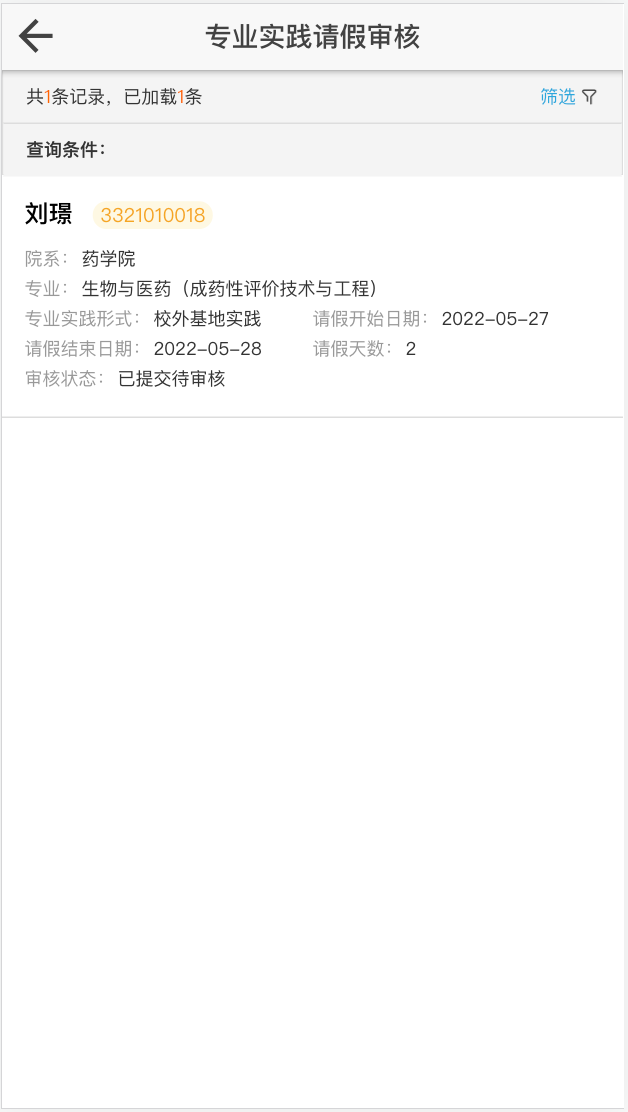 专业实践请假审核
共1条记录，已加载1条 筛选
查询条件：
刘璟 3321010018
院系： 药学院
专业： 生物与医药（成药性评价技术与工程）
专业实践形式： 校外基地实践 请假开始日期： 2022-05-27
请假结束日期： 2022-05-28 请假天数： 2
审核状态： 已提交待审核